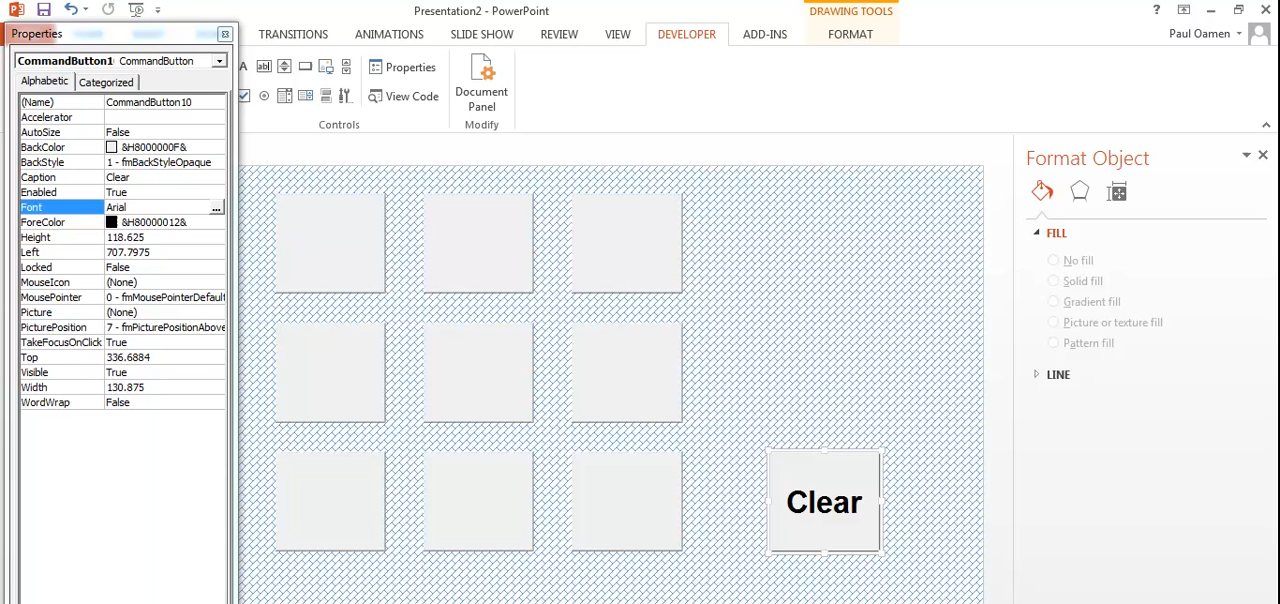 Presentation2 - PowerPoint
DRAWING TOOLS
?
Properties
TRANSITIONS
ANIMATIONS
SLIDE SHOW
REVIEW
VIEW
DEVELOPER
ADD-INS
FORMAT
Paul Oamen
CommandButton1 CommandButton
Alphabetic Categorized
(Name) CommandButton10
Accelerator
AutoSize False
BackColor &H8000000F&
BackStyle 1 - fmBackStyleOpaque
Caption Clear
Enabled True
Font Arial ...
ForeColor &H80000012&
Height 118.625
Left 707.7975
Locked False
MouseIcon (None)
MousePointer 0 - fmMousePointerDefault
Picture (None)
PicturePosition 7 - fmPicturePositionAbove
TakeFocusOnClick True
Top 336.6884
Visible True
Width 130.875
WordWrap False
A
abl
Properties
View Code
Controls
Document
Panel
Modify
Clear
Format Object
FILL
No fill
Solid fill
Gradient fill
Picture or texture fill
Pattern fill
LINE